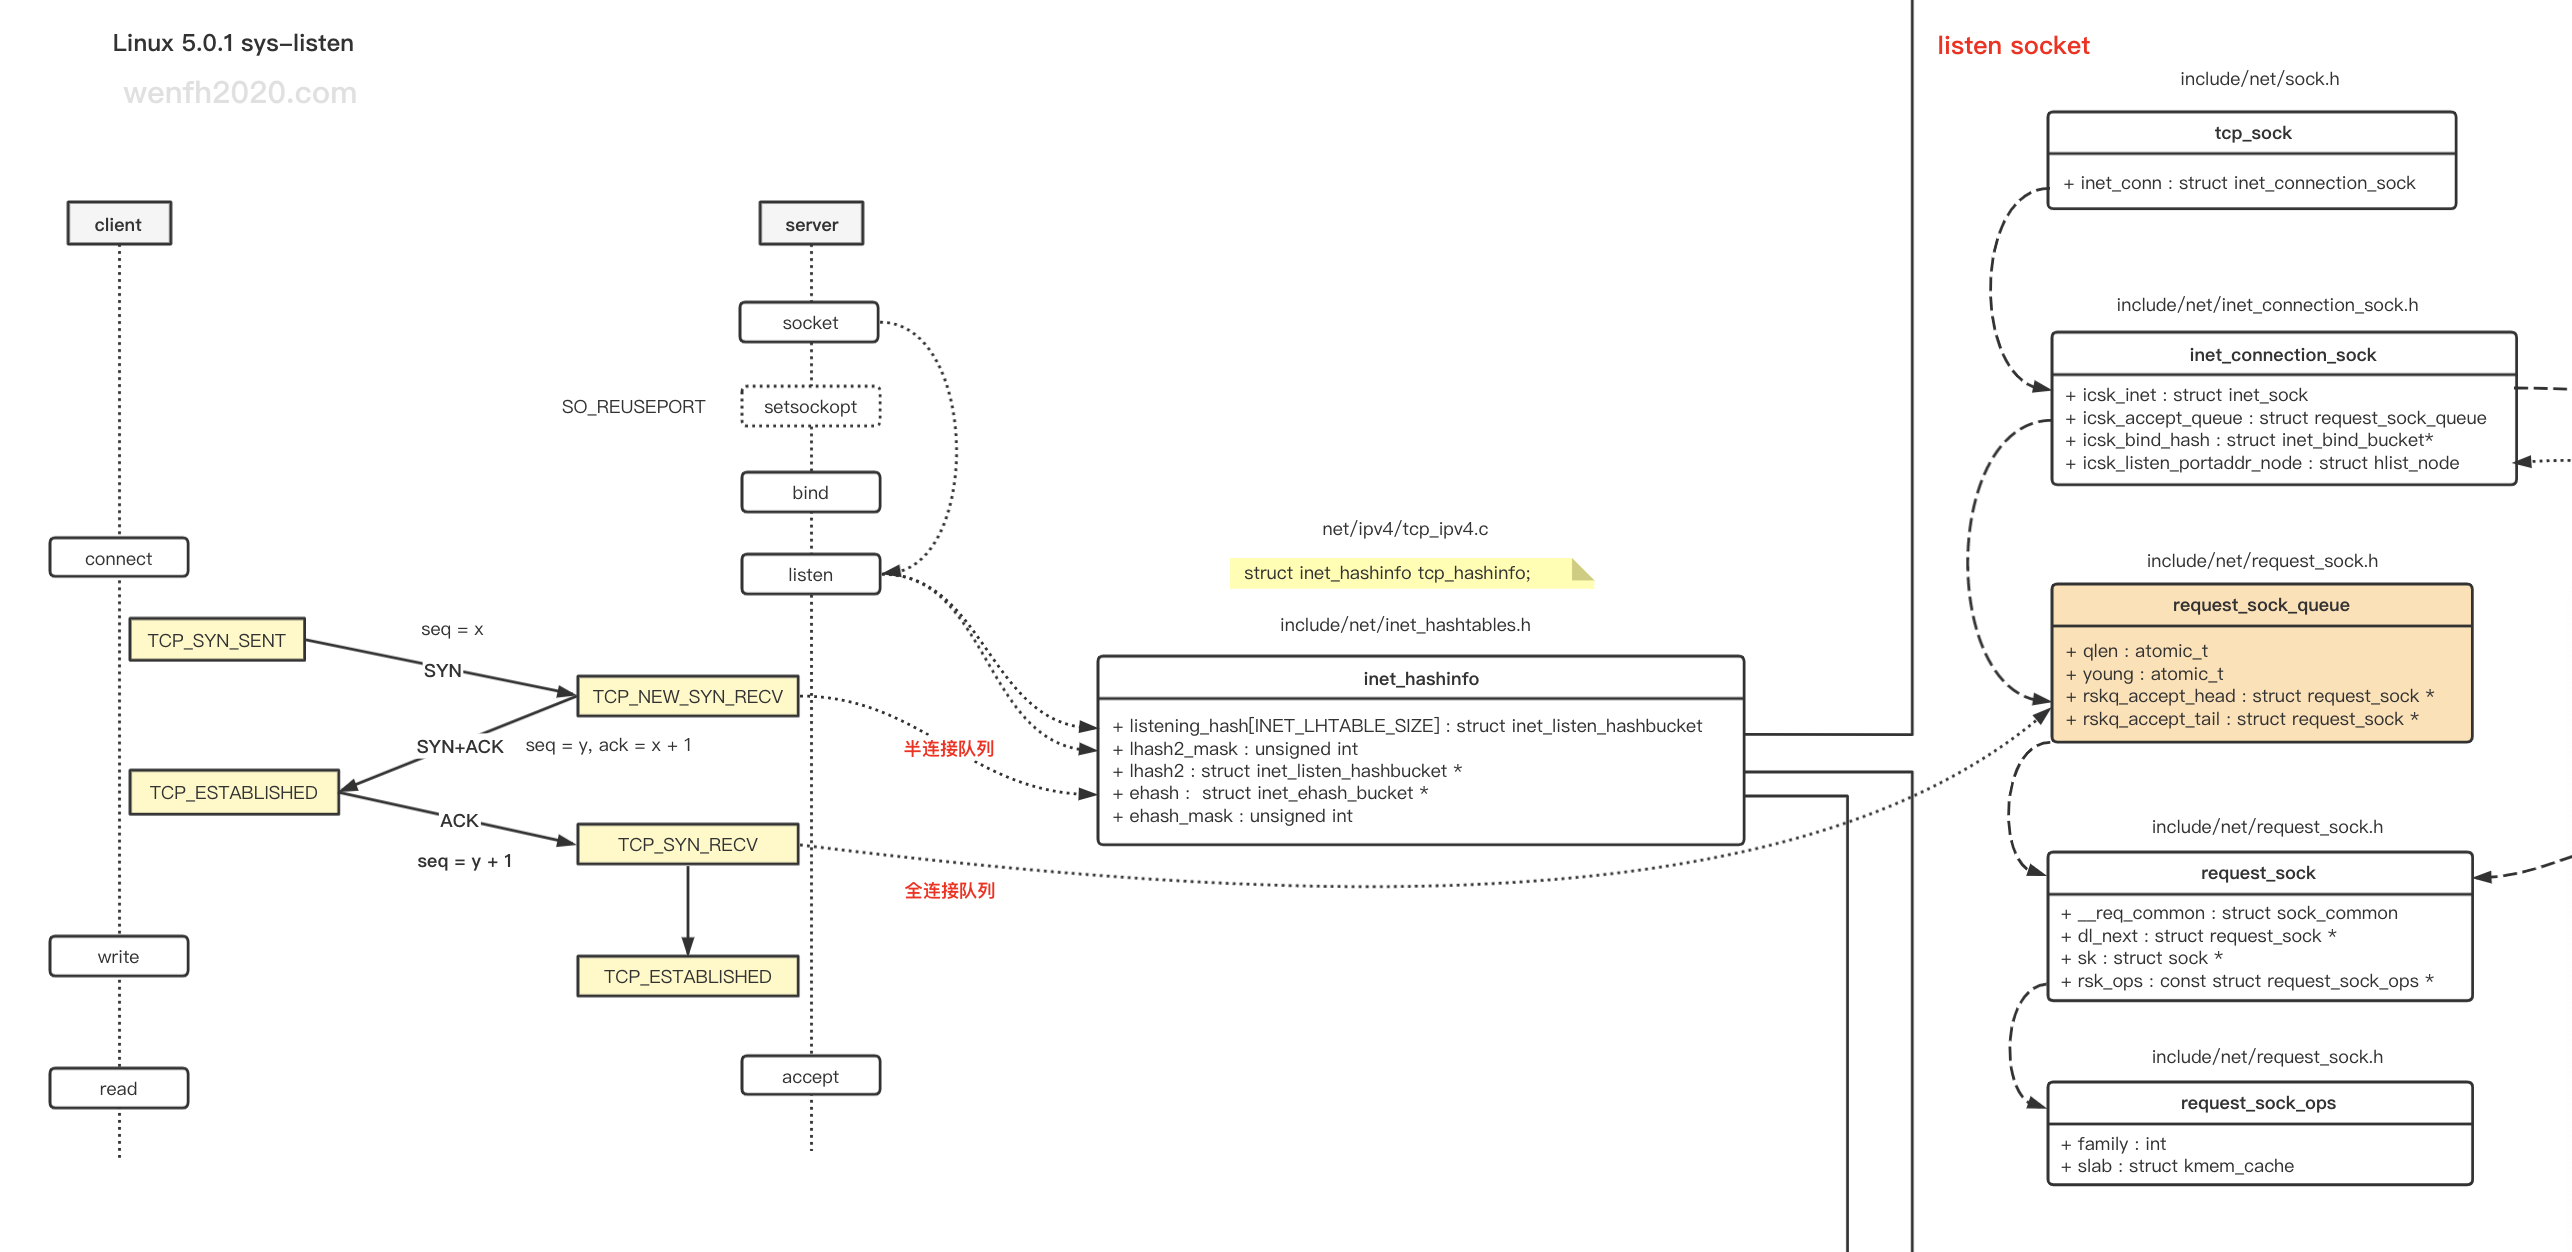 Linux 5.0.1 sys-listen
wenfh2020.com
client
server
socket
SO_REUSEPORT
setsockopt
bind
connect
listen
TCP_SYN_SENT
seq = x
SYN
TCP_NEW_SYN_RECV
SYN+ACK
seq = y, ack = x + 1
半连接队列
TCP_ESTABLISHED
ACK
TCP_SYN_RECV
seq = y + 1
全连接队列
write
TCP_ESTABLISHED
read
accept
net/ipv4/tcp_ipv4.c
struct inet_hashinfo tcp_hashinfo;
include/net/inet_hashtables.h
inet_hashinfo
+ listening_hash[INET_LHTABLE_SIZE] : struct inet_listen_hashbucket
+ lhash2_mask : unsigned int
+ lhash2 : struct inet_listen_hashbucket *
+ ehash : struct inet_ehash_bucket *
+ ehash_mask : unsigned int
listen socket
include/net/sock.h
tcp_sock
+ inet_conn : struct inet_connection_sock
include/net/inet_connection_sock.h
inet_connection_sock
+ icsk_inet : struct inet_sock
+ icsk_accept_queue : struct request_sock_queue
+ icsk_bind_hash : struct inet_bind_bucket*
+ icsk_listen_portaddr_node : struct hlist_node
include/net/request_sock.h
request_sock_queue
+ qlen : atomic_t
+ young : atomic_t
+ rskq_accept_head : struct request_sock *
+ rskq_accept_tail : struct request_sock *
include/net/request_sock.h
request_sock
+ __req_common : struct sock_common
+ dl_next : struct request_sock *
+ sk : struct sock *
+ rsk_ops : const struct request_sock_ops *
include/net/request_sock.h
request_sock_ops
+ family : int
+ slab : struct kmem_cache